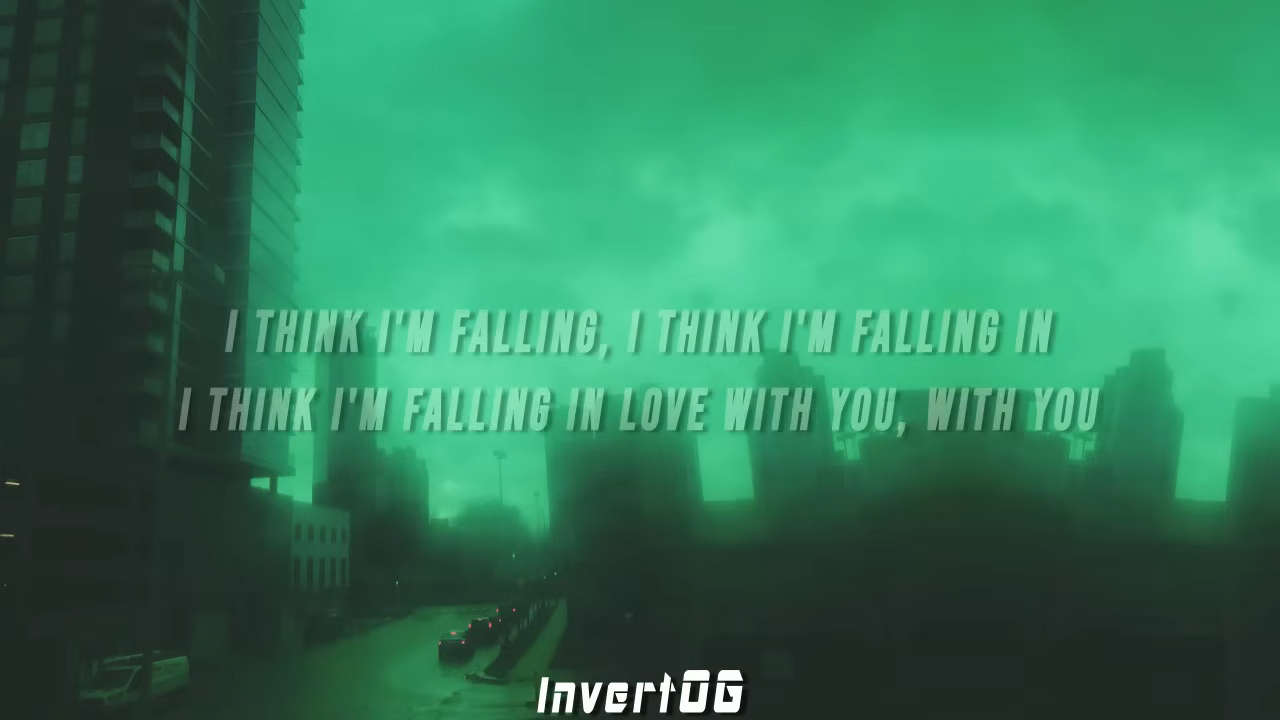 I THINK I'M FALLING, I THINK I'M FALLING IN
I THINK I'M FALLING IN LOVE WITH YOU, WITH YOU
InvertOG